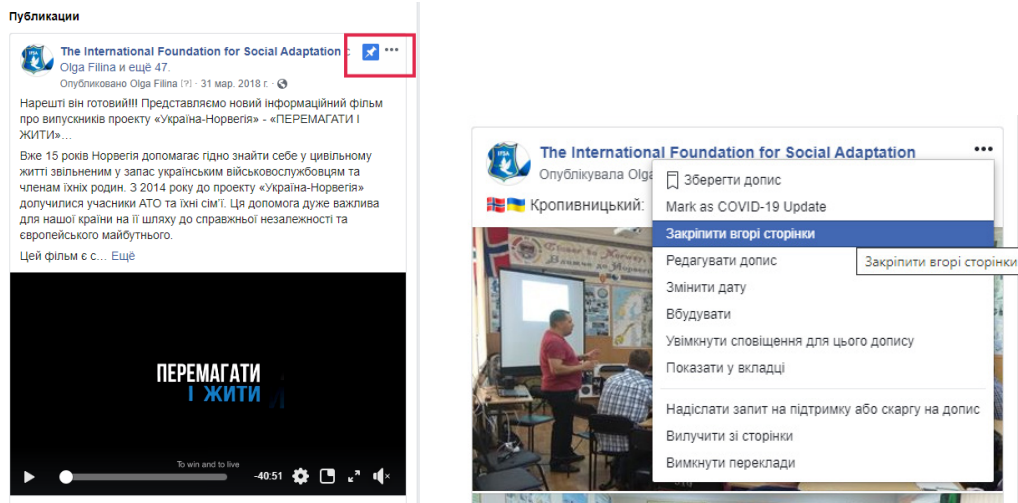 Публикации
The International Foundation for Social Adaptation с
Olga Filina и ещё 47.
Опубликовано Olga Filina [?] · 31 мар. 2018 г. ·
Нарешті він готовий!!! Представляємо новий інформаційний фільм
про випускників проекту «Україна-Норвегія» - «ПЕРЕМАГАТИ І
ЖИТИ»…
Вже 15 років Норвегія допомагає гідно знайти себе у цивільному
житті звільненим у запас українським військовослужбовцям та
членам їхніх родин. З 2014 року до проекту «Україна-Норвегія»
долучилися учасники АТО та їхні сім’ї. Ця допомога дуже важлива
для нашої країни на її шляху до справжньої незалежності та
європейського майбутнього.
Цей фільм є с… Ещё
ПЕРЕМАГАТИ
І ЖИТИ
To win and to live
-40:51
The International Foundation for Social Adaptation
Опублікувала Olga
Кропивницький:
Зберегти допис
Mark as COVID-19 Update
Закріпити вгорі сторінки
Закріпити вгорі сторінки
Редагувати допис
Змінити дату
Вбудувати
Увімкнути сповіщення для цього допису
Показати у вкладці
Надіслати запит на підтримку або скаргу на допис
Вилучити зі сторінки
Вимкнути переклади